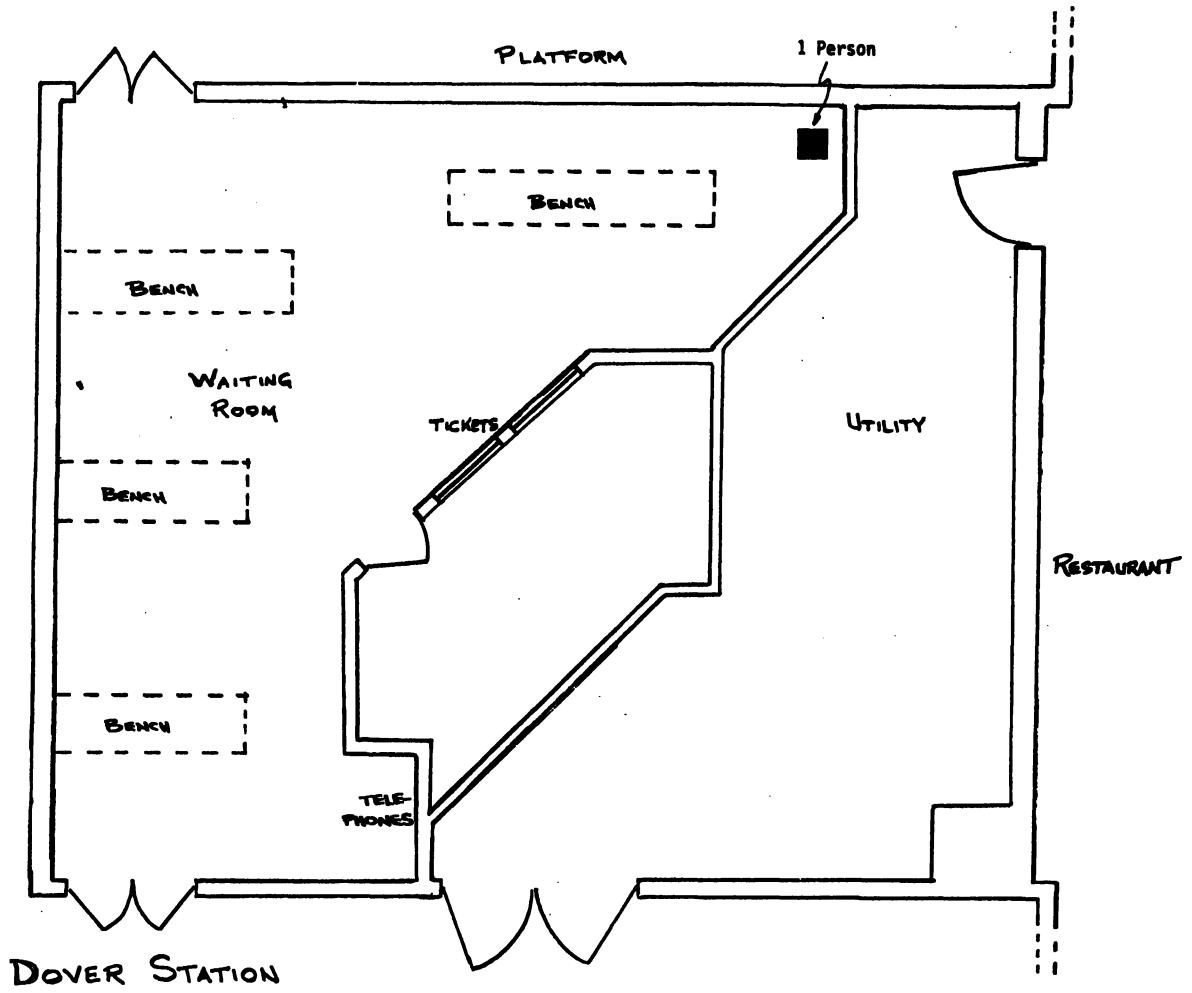 PLATFORM
1 Person
BENCH
BENCH
WAITING
ROOM
TICKETS
UTILITY
BENCH
RESTAURANT
BENCH
TELE-
PHONES
DOVER STATION